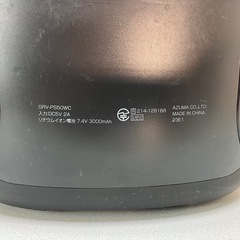 GRV-PS50WC
入力:DC5V 2A
リチウムイオン電池 7.4V 3000mAh
214-126166
AZUMA CO.,LTD.
MADE IN CHINA
23E1